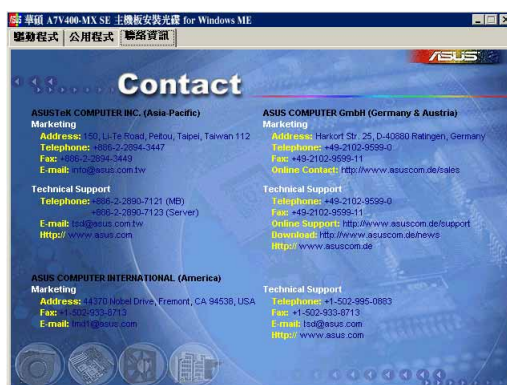 華碩 A7V400-MX SE 主機板安裝光碟 for Windows ME
驅動程式 公用程式 聯絡資訊
ASUS
Contact
ASUSTeK COMPUTER INC. (Asia-Pacific)
Marketing
Address: 150, Li-Te Road, Peitou, Taipei, Taiwan 112
Telephone: +886-2-2894-3447
Fax: +886-2-2894-3449
E-mail: info@asus.com.tw
Technical Support
Telephone: +886-2-2890-7121 (MB)
+886-2-2890-7123 (Server)
E-mail: tsd@asus.com.tw
Http:// www.asus.com
ASUS COMPUTER INTERNATIONAL (America)
Marketing
Address: 44370 Nobel Drive, Fremont, CA 94538, USA
Fax: +1-502-933-8713
E-mail: tmd1@asus.com
ASUS COMPUTER GmbH (Germany & Austria)
Marketing
Address: Harkort Str. 25, D-40880 Ratingen, Germany
Telephone: +49-2102-9599-0
Fax: +49-2102-9599-11
Online Contact: http://www.asuscom.de/sales
Technical Support
Telephone: +49-2102-9599-0
Fax: +49-2102-9599-11
Online Support: http://www.asuscom.de/support
Download: http://www.asuscom.de/news
Http:// www.asuscom.de
Technical Support
Telephone: +1-502-995-0883
Fax: +1-502-933-8713
E-mail: tsd@asus.com
Http:// www.asus.com